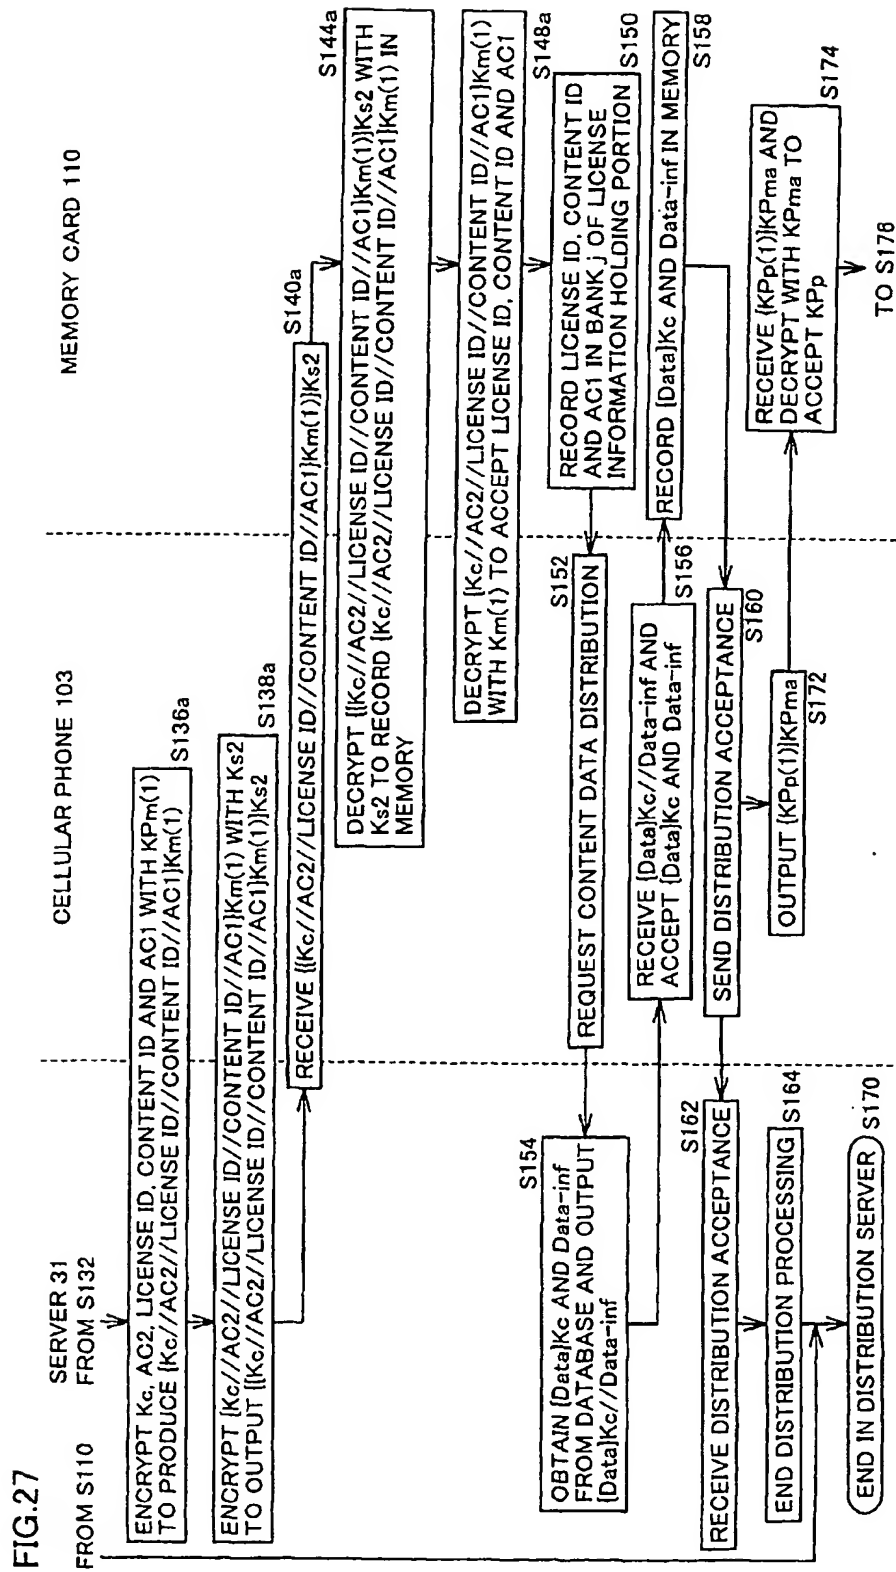 FIG.27
SERVER 31
CELLULAR PHONE 103
MEMORY CARD 110
FROM S110
FROM S132
ENCRYPT Kc, AC2, LICENSE ID, CONTENT ID AND AC1 WITH KPm(1)
TO PRODUCE {Kc//AC2//LICENSE ID//CONTENT ID//AC1}Km(1)
S136a
ENCRYPT {Kc//AC2//LICENSE ID//CONTENT ID//AC1}Km(1) WITH Ks2
TO OUTPUT {{Kc//AC2//LICENSE ID//CONTENT ID//AC1}Km(1)}Ks2
S138a
RECEIVE {{Kc//AC2//LICENSE ID//CONTENT ID//AC1}Km(1)}Ks2
S140a
DECRYPT {{Kc//AC2//LICENSE ID//CONTENT ID//AC1}Km(1)}Ks2 WITH
Ks2 TO RECORD {Kc//AC2//LICENSE ID//CONTENT ID//AC1}Km(1) IN
MEMORY
S144a
DECRYPT {Kc//AC2//LICENSE ID//CONTENT ID//AC1}Km(1)
WITH Km(1) TO ACCEPT LICENSE ID, CONTENT ID AND AC1
S148a
RECORD LICENSE ID, CONTENT ID
AND AC1 IN BANK j OF LICENSE
INFORMATION HOLDING PORTION
S150
REQUEST CONTENT DATA DISTRIBUTION
S152
S154
OBTAIN {Data}Kc AND Data-inf
FROM DATABASE AND OUTPUT
{Data}Kc//Data-inf
RECEIVE {Data}Kc//Data-inf AND
ACCEPT {Data}Kc AND Data-inf
S156
RECORD {Data}Kc AND Data-inf IN MEMORY
S158
SEND DISTRIBUTION ACCEPTANCE
S160
S162
RECEIVE DISTRIBUTION ACCEPTANCE
END DISTRIBUTION PROCESSING
S164
END IN DISTRIBUTION SERVER
S170
OUTPUT {KPp(1)}KPma
S172
RECEIVE {KPp(1)}KPma AND
DECRYPT WITH KPma TO
ACCEPT KPp
S174
TO S178